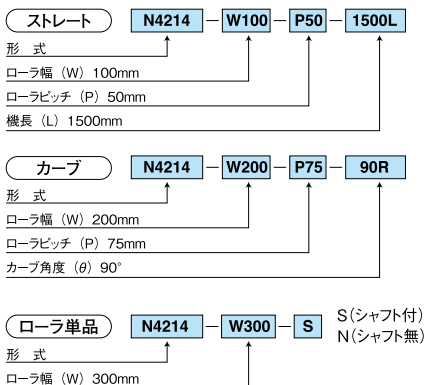 ストレート N4214 − W100 − P50 − 1500L
形　式
ローラ幅（W）100mm
ローラピッチ（P）50mm
機長（L）1500mm
カーブ N4214 − W200 − P75 − 90R
形　式
ローラ幅（W）200mm
ローラピッチ（P）75mm
カーブ角度（θ）90°
ローラ単品 N4214 − W300 − S S（シャフト付）
N（シャフト無）
形　式
ローラ幅（W）300mm